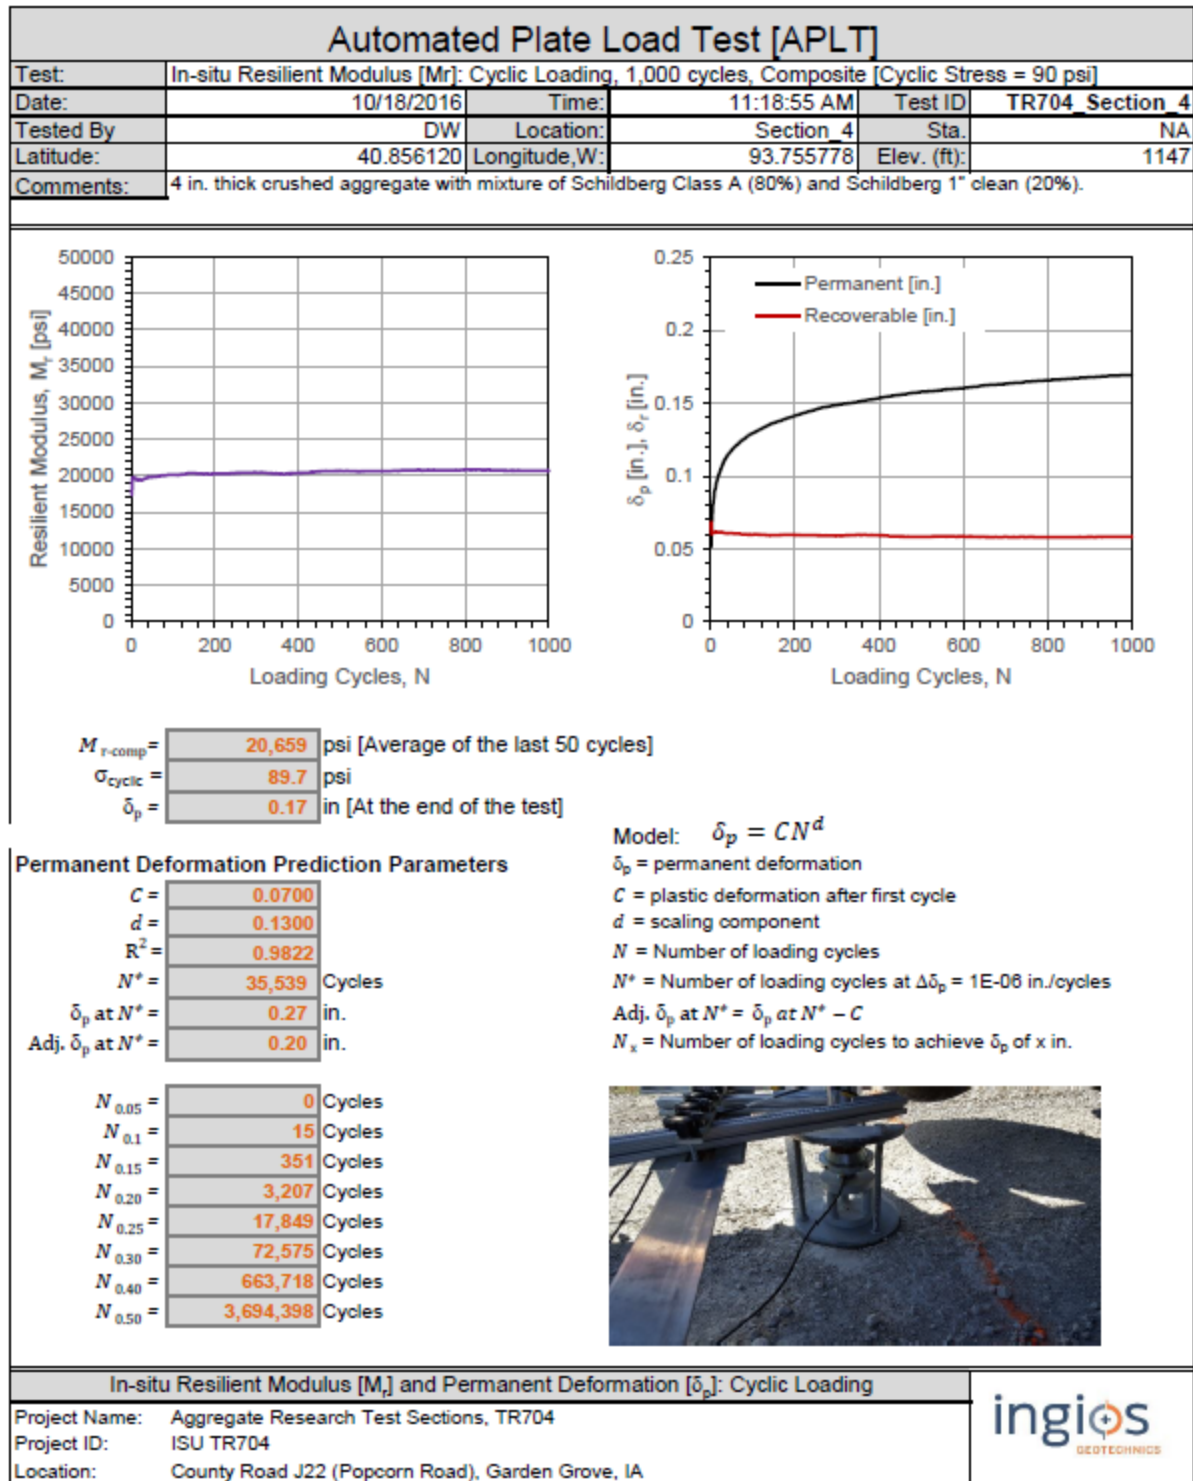 Automated Plate Load Test [APLT]
Test: In-situ Resilient Modulus [Mr]: Cyclic Loading, 1,000 cycles, Composite [Cyclic Stress = 90 psi]
Date: 10/18/2016 Time: 11:18:55 AM Test ID TR704_Section_4
Tested By DW Location: Section_4 Sta. NA
Latitude: 40.856120 Longitude,W: 93.755778 Elev. (ft): 1147
Comments: 4 in. thick crushed aggregate with mixture of Schildberg Class A (80%) and Schildberg 1" clean (20%).
Resilient Modulus, Mr [psi]
50000
45000
40000
35000
30000
25000
20000
15000
10000
5000
0
0 200 400 600 800 1000
Loading Cycles, N
δp [in.], δr [in.]
0.25
0.2
0.15
0.1
0.05
0
Permanent [in.]
Recoverable [in.]
0 200 400 600 800 1000
Loading Cycles, N
M r-comp = 20,659 psi [Average of the last 50 cycles]
σcyclic = 89.7 psi
δp = 0.17 in [At the end of the test]
Permanent Deformation Prediction Parameters
C = 0.0700
d = 0.1300
R² = 0.9822
N* = 35,539 Cycles
δp at N* = 0.27 in.
Adj. δp at N* = 0.20 in.
Model: δp = CN^d
δp = permanent deformation
C = plastic deformation after first cycle
d = scaling component
N = Number of loading cycles
N* = Number of loading cycles at Δδp = 1E-06 in./cycles
Adj. δp at N* = δp at N* – C
Nx = Number of loading cycles to achieve δp of x in.
N 0.05 = 0 Cycles
N 0.1 = 15 Cycles
N 0.15 = 351 Cycles
N 0.20 = 3,207 Cycles
N 0.25 = 17,849 Cycles
N 0.30 = 72,575 Cycles
N 0.40 = 663,718 Cycles
N 0.50 = 3,694,398 Cycles
In-situ Resilient Modulus [Mr] and Permanent Deformation [δp]: Cyclic Loading
Project Name: Aggregate Research Test Sections, TR704
Project ID: ISU TR704
Location: County Road J22 (Popcorn Road), Garden Grove, IA
ingios
GEOTECHNICS